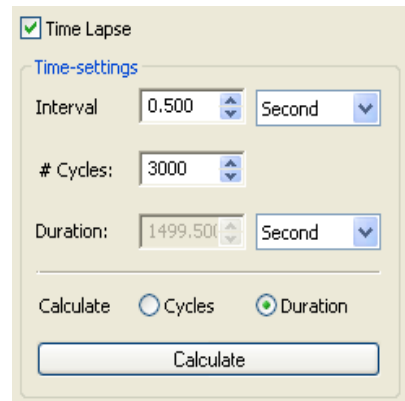 Time Lapse
Time-settings
Interval 0.500 Second
# Cycles: 3000
Duration: 1499.500 Second
Calculate Cycles Duration
Calculate